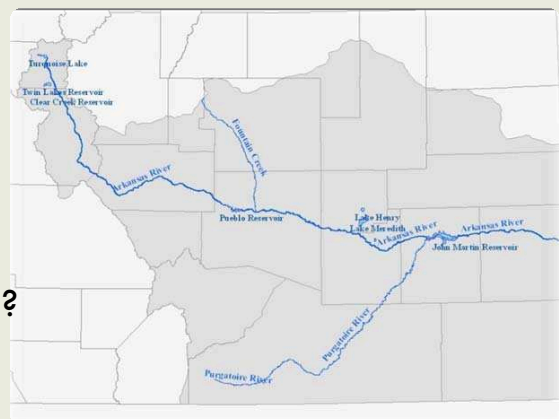 Turquoise Lake
Twin Lakes Reservoir
Clear Creek Reservoir
Fountain Creek
Arkansas River
Pueblo Reservoir
Lake Henry
Lake Meredith
Arkansas River
Arkansas River
John Martin Reservoir
?
Purgatoire River
Purgatoire River